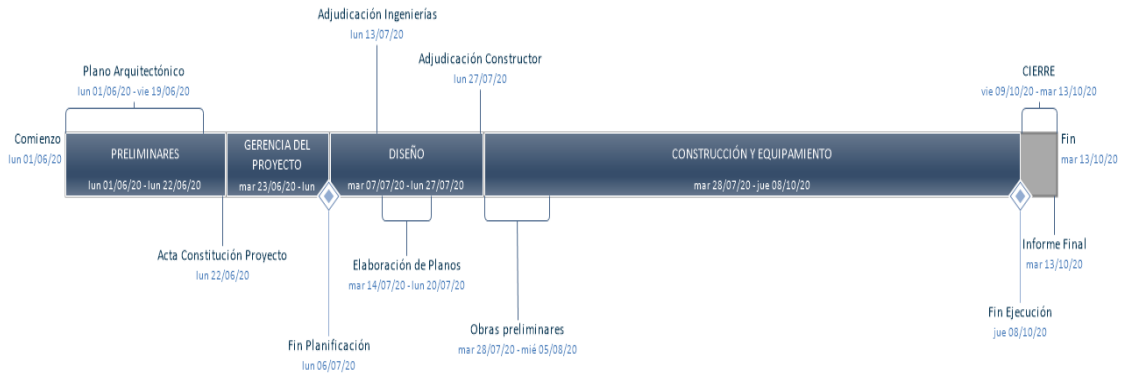 Adjudicación Ingenierías
lun 13/07/20
Adjudicación Constructor
lun 27/07/20
Plano Arquitectónico
lun 01/06/20 - vie 19/06/20
CIERRE
vie 09/10/20 - mar 13/10/20
Comienzo
lun 01/06/20
PRELIMINARES
lun 01/06/20 - lun 22/06/20
GERENCIA DEL
PROYECTO
mar 23/06/20 - lun
DISEÑO
mar 07/07/20 - lun 27/07/20
CONSTRUCCIÓN Y EQUIPAMIENTO
mar 28/07/20 - jue 08/10/20
Fin
mar 13/10/20
Acta Constitución Proyecto
lun 22/06/20
Elaboración de Planos
mar 14/07/20 - lun 20/07/20
Informe Final
mar 13/10/20
Obras preliminares
mar 28/07/20 - mié 05/08/20
Fin Ejecución
jue 08/10/20
Fin Planificación
lun 06/07/20